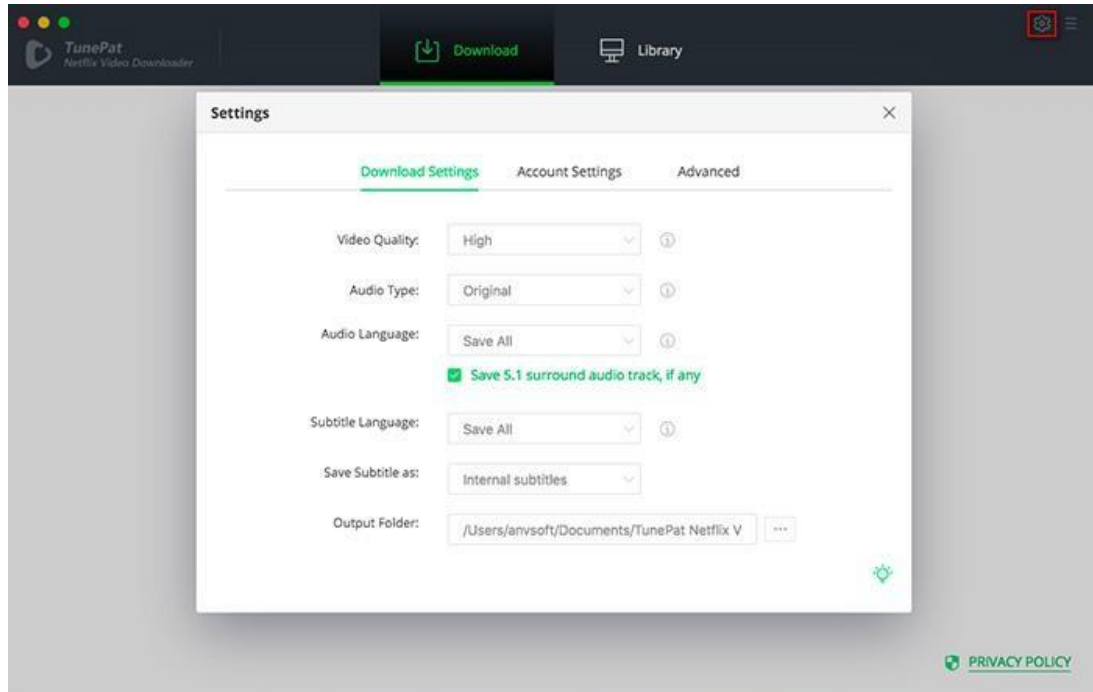 TunePat
Netflix Video Downloader
Download
Library
Settings
Download Settings
Account Settings
Advanced
Video Quality:
High
Audio Type:
Original
Audio Language:
Save All
Save 5.1 surround audio track, if any
Subtitle Language:
Save All
Save Subtitle as:
Internal subtitles
Output Folder:
/Users/anvsoft/Documents/TunePat Netflix V
PRIVACY POLICY